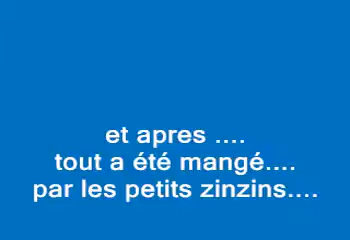 et apres ....
tout a été mangé....
par les petits zinzins....